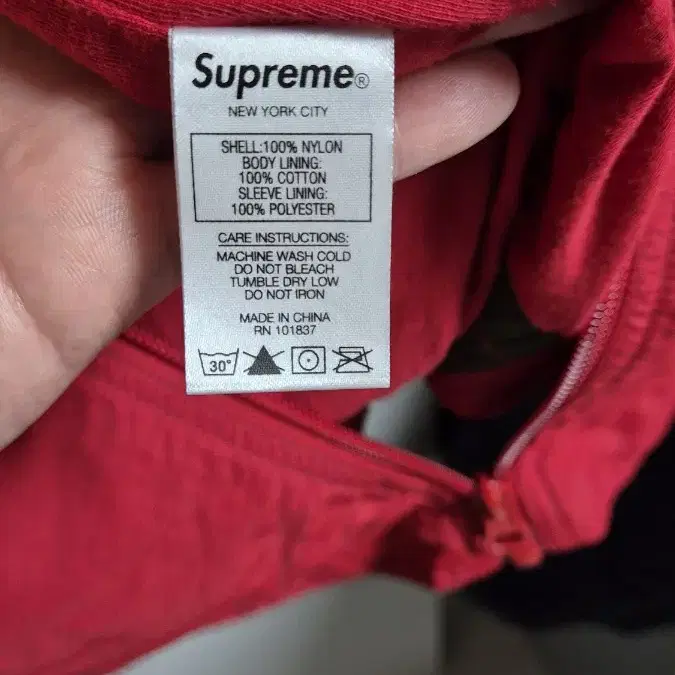 Supreme®
NEW YORK CITY
SHELL:100% NYLON
BODY LINING:
100% COTTON
SLEEVE LINING:
100% POLYESTER
CARE INSTRUCTIONS:
MACHINE WASH COLD
DO NOT BLEACH
TUMBLE DRY LOW
DO NOT IRON
MADE IN CHINA
RN 101837
30°